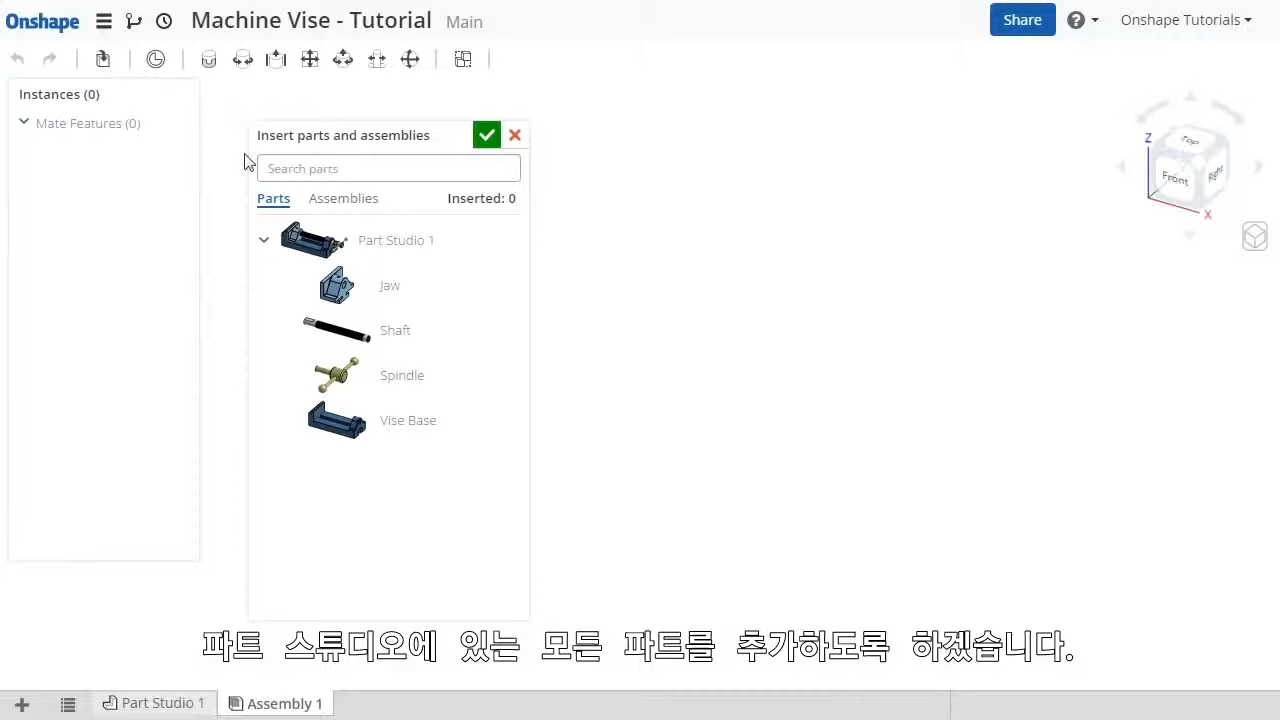 Onshape Machine Vise - Tutorial Main Share Onshape Tutorials
Instances (0)
Mate Features (0)
Insert parts and assemblies
Search parts
Parts Assemblies Inserted: 0
Part Studio 1
Jaw
Shaft
Spindle
Vise Base
Top
Z
Front
Right
X
파트 스튜디오에 있는 모든 파트를 추가하도록 하겠습니다.
Part Studio 1 Assembly 1